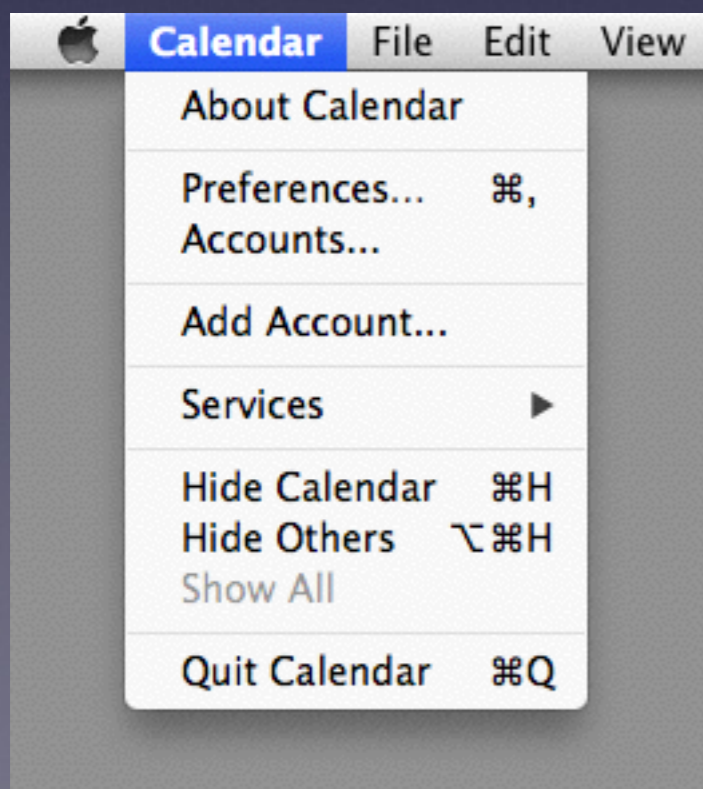 Calendar File Edit View
About Calendar
Preferences... ⌘,
Accounts...
Add Account...
Services ▶
Hide Calendar ⌘H
Hide Others ⌥⌘H
Show All
Quit Calendar ⌘Q